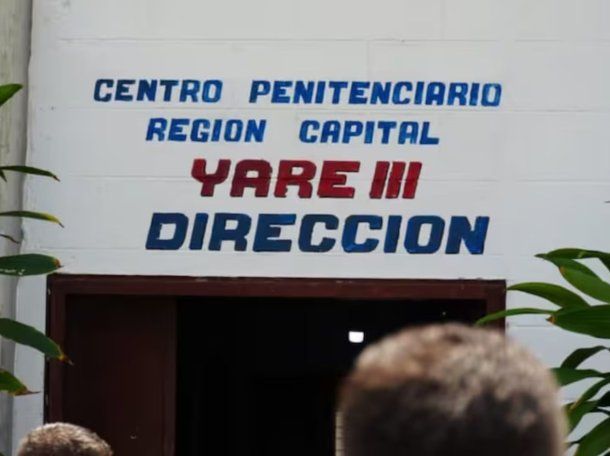 CENTRO PENITENCIARIO
REGION CAPITAL
YARE III
DIRECCION